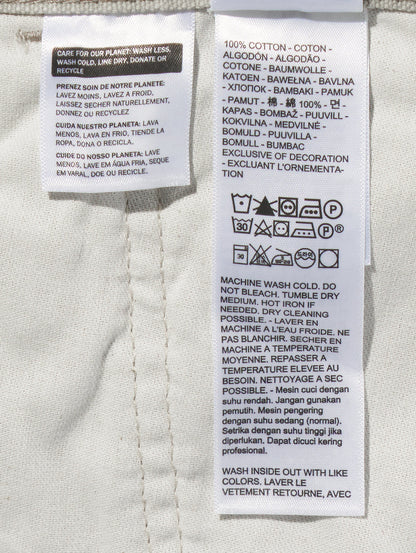 CARE FOR OUR PLANET: WASH LESS,
WASH COLD, LINE DRY, DONATE OR
RECYCLE
PRENEZ SOIN DE NOTRE PLANETE:
LAVEZ MOINS, LAVEZ A FROID,
LAISSEZ SECHER NATURELLEMENT,
DONNEZ OU RECYCLEZ
CUIDA NUESTRO PLANETA: LAVA
MENOS, LAVA EN FRIO, TIENDE LA
ROPA, DONA O RECICLA.
CUIDE DO NOSSO PLANETA: LAVE
MENOS, LAVE EM ÁGUA FRIA, SEQUE
EM VARAL, DOE OU RECICLE.
100% COTTON - COTON -
ALGODÓN - ALGODÃO -
COTONE - BAUMWOLLE -
KATOEN - BAWEŁNA - BAVLNA
- ХЛОПОК - BAMBAKI - PAMUK
- PAMUT - 棉 - 綿 100% - 면 -
KAPAS - BOMBAŽ - PUUVILL -
KOKVILNA - MEDVILNĖ -
BOMULD - PUUVILLA -
BOMULL - BUMBAC
EXCLUSIVE OF DECORATION
- EXCLUANT L'ORNEMENTA-
TION
P
30 P ®
30
MACHINE WASH COLD. DO
NOT BLEACH. TUMBLE DRY
MEDIUM. HOT IRON IF
NEEDED. DRY CLEANING
POSSIBLE. - LAVER EN
MACHINE A L'EAU FROIDE. NE
PAS BLANCHIR. SECHER EN
MACHINE A TEMPERATURE
MOYENNE. REPASSER A
TEMPERATURE ELEVEE AU
BESOIN. NETTOYAGE A SEC
POSSIBLE. - Mesin cuci dengan
suhu rendah. Jangan gunakan
pemutih. Mesin pengering
dengan suhu sedang (normal).
Setrika dengan suhu tinggi jika
diperlukan. Dapat dicuci kering
profesional.
WASH INSIDE OUT WITH LIKE
COLORS. LAVER LE
VETEMENT RETOURNE, AVEC